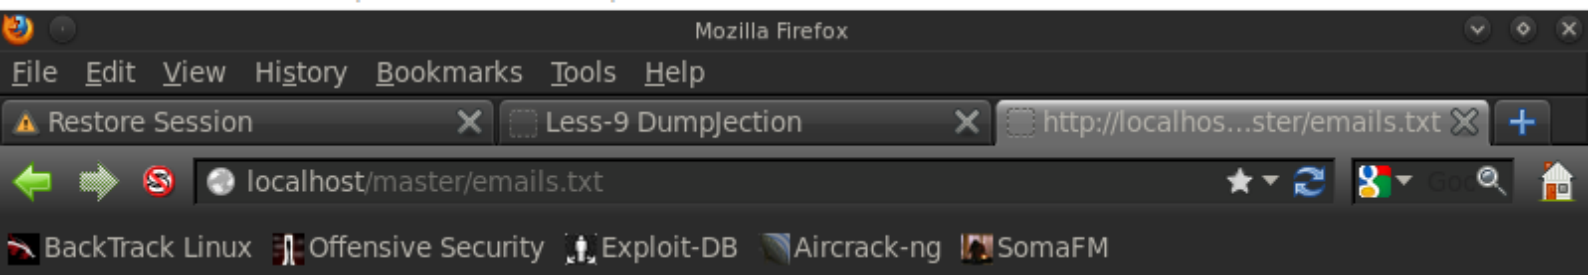 Mozilla Firefox
File Edit View History Bookmarks Tools Help
Restore Session Less-9 DumpJection http://localhos...ster/emails.txt
localhost/master/emails.txt
BackTrack Linux Offensive Security Exploit-DB Aircrack-ng SomaFM